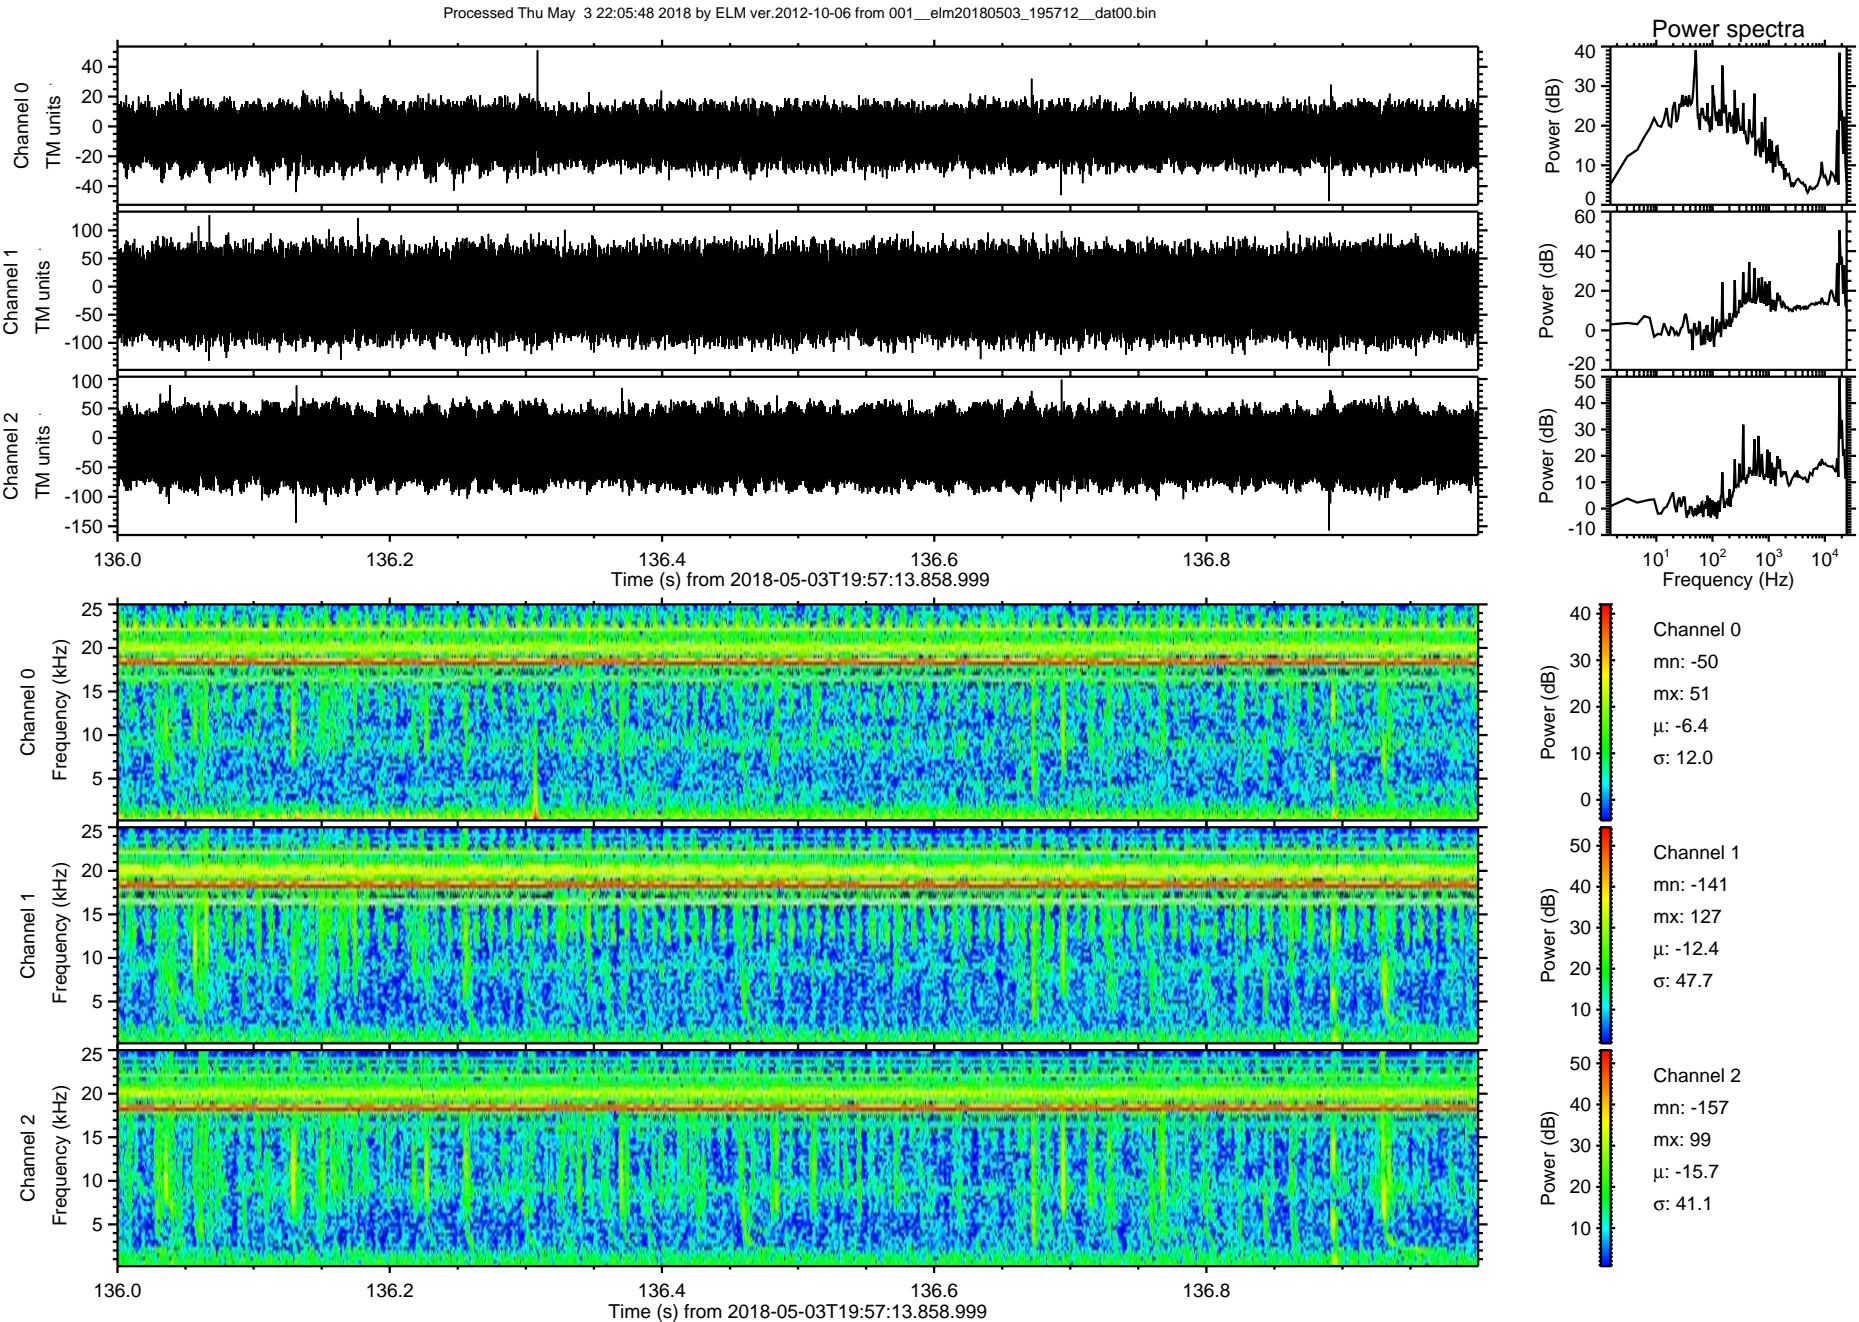 Processed Thu May 3 22:05:48 2018 by ELM ver.2012-10-06 from 001__elm20180503_195712__dat00.bin
Power spectra
Channel 0
TM units
40
20
0
-20
-40
Power (dB)
40
30
20
10
0
Channel 1
TM units
100
50
0
-50
-100
Power (dB)
60
40
20
0
-20
Channel 2
TM units
100
50
0
-50
-100
-150
Power (dB)
50
40
30
20
10
0
-10
136.0 136.2 136.4 136.6 136.8
Time (s) from 2018-05-03T19:57:13.858.999
10^1 10^2 10^3 10^4
Frequency (Hz)
Channel 0
Frequency (kHz)
25
20
15
10
5
Power (dB)
40
30
20
10
0
Channel 0
mn: -50
mx: 51
μ: -6.4
σ: 12.0
Channel 1
Frequency (kHz)
25
20
15
10
5
Power (dB)
50
40
30
20
10
Channel 1
mn: -141
mx: 127
μ: -12.4
σ: 47.7
Channel 2
Frequency (kHz)
25
20
15
10
5
Power (dB)
50
40
30
20
10
Channel 2
mn: -157
mx: 99
μ: -15.7
σ: 41.1
136.0 136.2 136.4 136.6 136.8
Time (s) from 2018-05-03T19:57:13.858.999